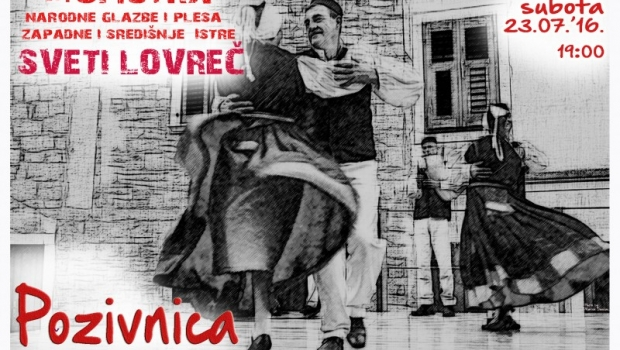 NARODNE GLAZBE I PLESA
ZAPADNE I SREDIŠNJE ISTRE
SVETI LOVREČ
subota
23.07.'16.
19:00
Pozivnica